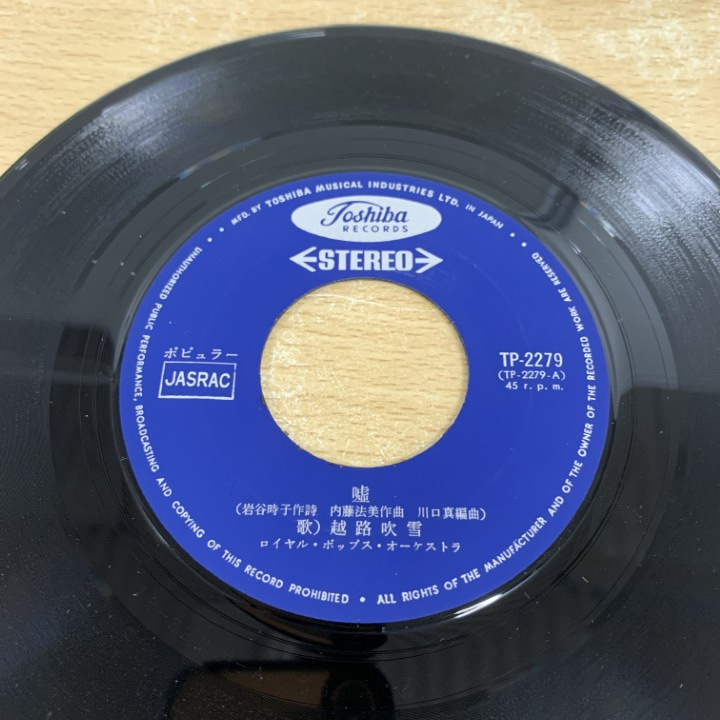 • MFD. BY TOSHIBA MUSICAL INDUSTRIES LTD. IN JAPAN •
Toshiba
RECORDS
STEREO
ポピュラー
JASRAC
TP-2279
(TP-2279-A)
45 r.p.m.
嘘
(岩谷時子作詩 内藤法美作曲 川口真編曲)
歌)越路吹雪
ロイヤル・ポップス・オーケストラ
UNAUTHORIZED PUBLIC PERFORMANCE, BROADCASTING AND COPYING OF THIS RECORD PROHIBITED • ALL RIGHTS OF THE MANUFACTURER AND OF THE OWNER OF THE RECORDED WORK ARE RESERVED